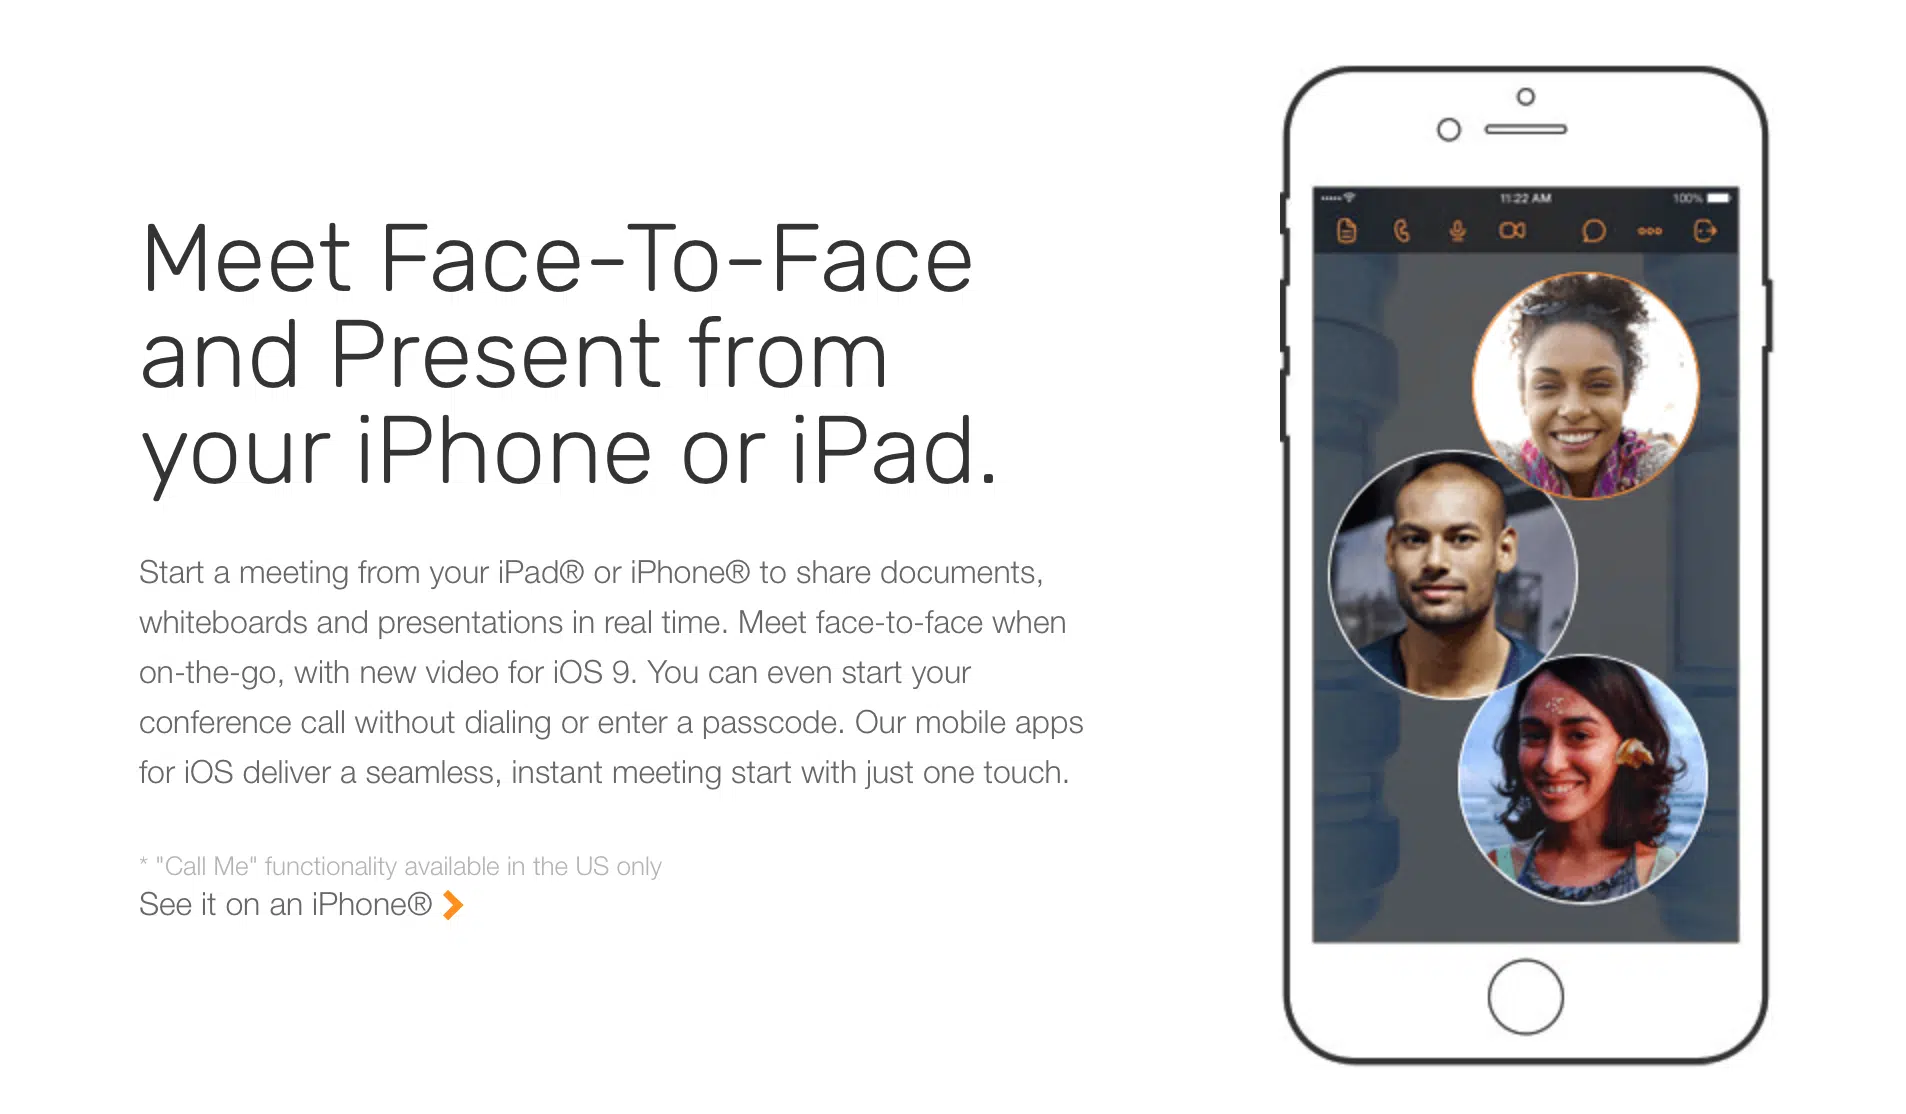 Meet Face-To-Face
and Present from
your iPhone or iPad.
Start a meeting from your iPad® or iPhone® to share documents,
whiteboards and presentations in real time. Meet face-to-face when
on-the-go, with new video for iOS 9. You can even start your
conference call without dialing or enter a passcode. Our mobile apps
for iOS deliver a seamless, instant meeting start with just one touch.
* "Call Me" functionality available in the US only
See it on an iPhone®
11:22 AM
100%